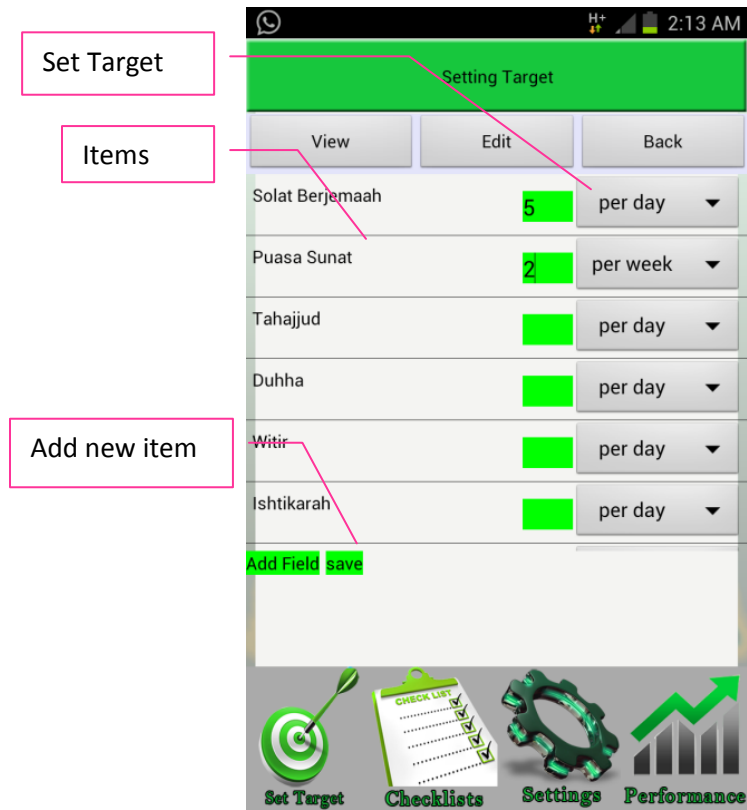 H+ 2:13 AM
Set Target
Setting Target
View Edit Back
Items
Solat Berjemaah 5 per day
Puasa Sunat 2 per week
Tahajjud per day
Duhha per day
Add new item
Witir per day
Ishtikarah per day
Add Field save
CHECK LIST
Set Target Checklists Settings Performance